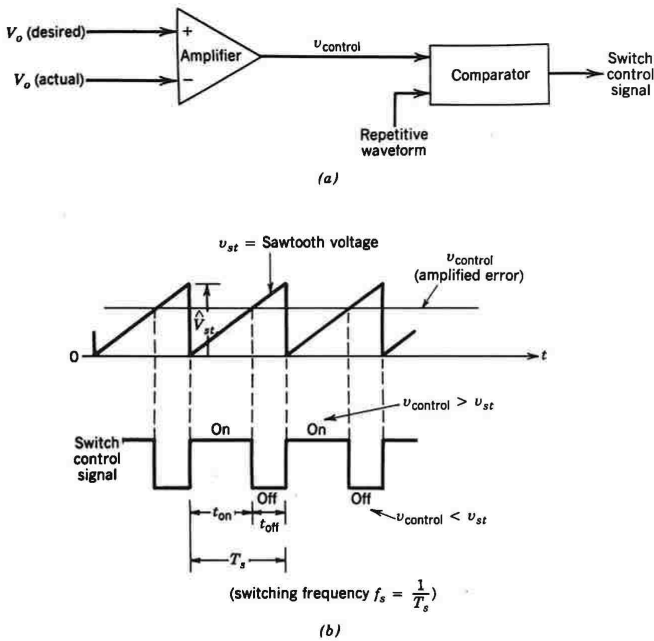 V_o (desired)
+
Amplifier
V_o (actual)
−
v_control
Comparator
Switch
control
signal
Repetitive
waveform
(a)
v_st = Sawtooth voltage
v_control
(amplified error)
V̂_st
0
t
v_control > v_st
On
On
Switch
control
signal
Off
Off
t_on
t_off
v_control < v_st
T_s
(switching frequency f_s = 1/T_s)
(b)